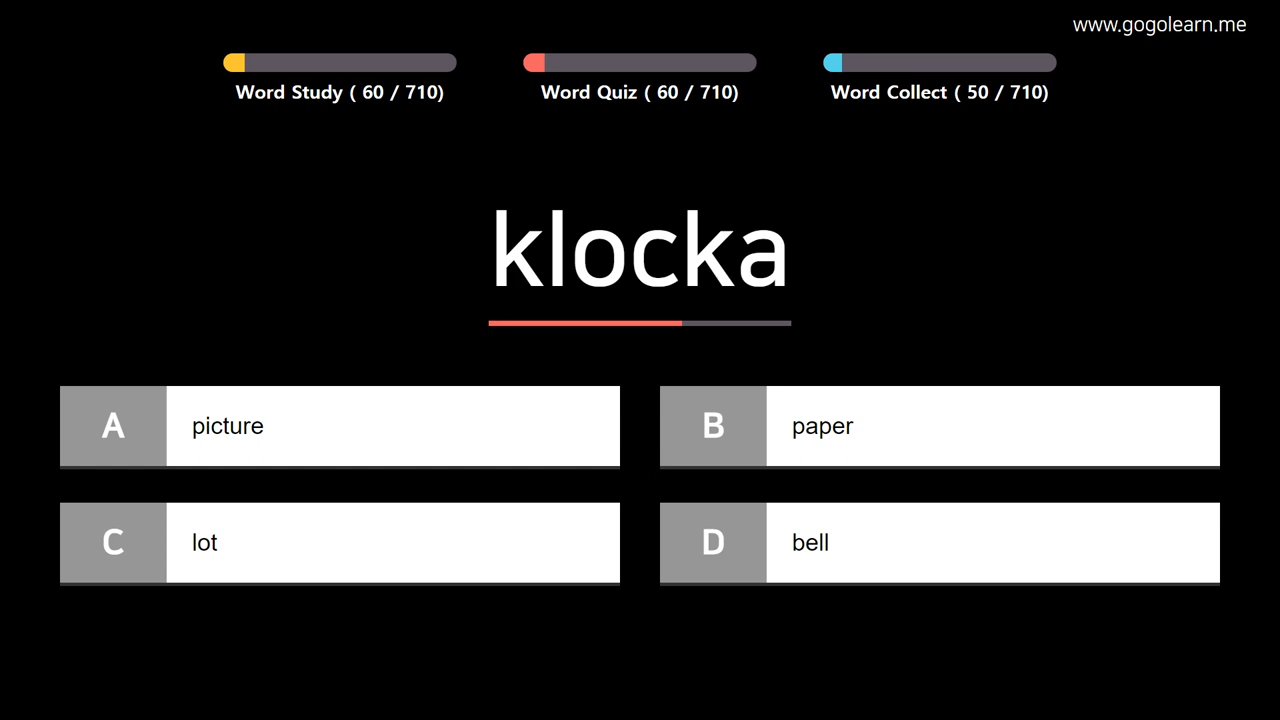 www.gogolearn.me
Word Study ( 60 / 710)
Word Quiz ( 60 / 710)
Word Collect ( 50 / 710)
klocka
A picture
B paper
C lot
D bell